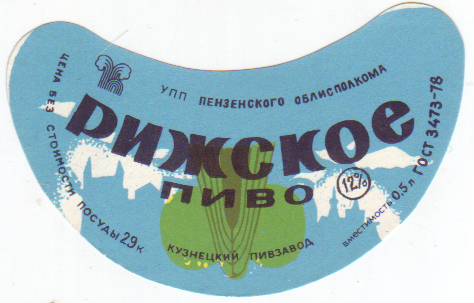 УПП ПЕНЗЕНСКОГО ОБЛИСПОЛКОМА
РИЖСКОЕ
ПИВО
12%
КУЗНЕЦКИЙ ПИВЗАВОД
ЦЕНА БЕЗ СТОИМОСТИ ПОСУДЫ 29к
ВМЕСТИМОСТЬ 0,5 л ГОСТ 3473-78